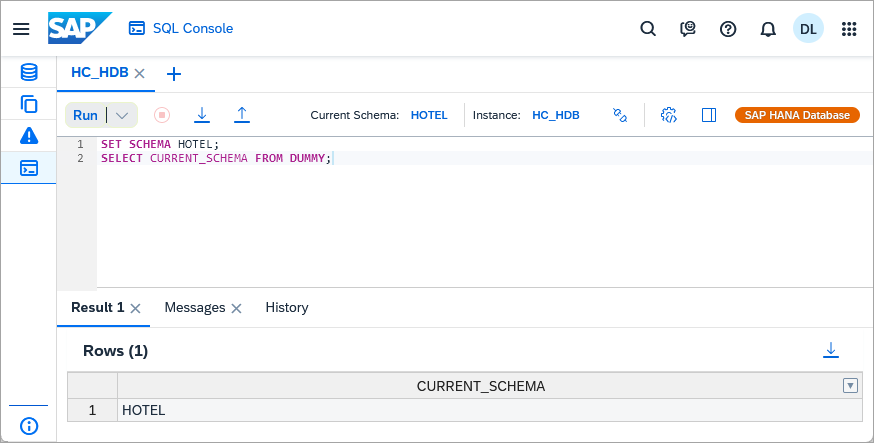 SAP SQL Console DL
HC_HDB
Run Current Schema: HOTEL Instance: HC_HDB SAP HANA Database
1 SET SCHEMA HOTEL;
2 SELECT CURRENT_SCHEMA FROM DUMMY;
Result 1 Messages History
Rows (1)
CURRENT_SCHEMA
1 HOTEL